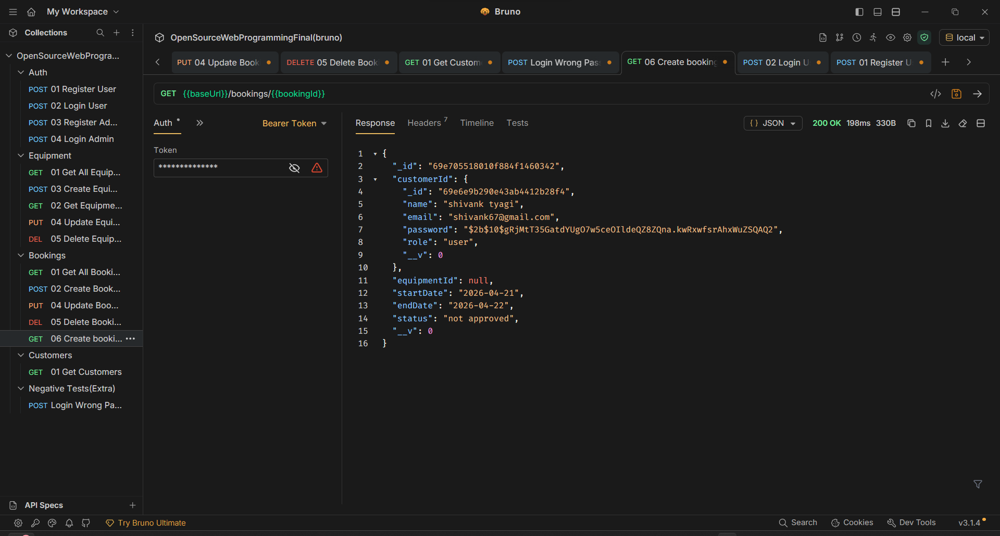 My Workspace
Bruno
Collections
OpenSourceWebProgrammingFinal(bruno)
local
OpenSourceWebProgra...
Auth
POST 01 Register User
POST 02 Login User
POST 03 Register Ad...
POST 04 Login Admin
Equipment
GET 01 Get All Equip...
POST 03 Create Equi...
GET 02 Get Equipme...
PUT 04 Update Equi...
DEL 05 Delete Equip...
Bookings
GET 01 Get All Booki...
POST 02 Create Book...
PUT 04 Update Boo...
DEL 05 Delete Booki...
GET 06 Create booki...
Customers
GET 01 Get Customers
Negative Tests(Extra)
POST Login Wrong Pa...
API Specs
PUT 04 Update Book
DELETE 05 Delete Book
GET 01 Get Custom
POST Login Wrong Pas
GET 06 Create booking
POST 02 Login U
POST 01 Register U
GET {{baseUrl}}/bookings/{{bookingId}}
Auth
Bearer Token
Token
**************
Response
Headers 7
Timeline
Tests
{ } JSON
200 OK 198ms 330B
1 {
2 "_id": "69e705518010f884f1460342",
3 "customerId": {
4 "_id": "69e6e9b290e43ab4412b28f4",
5 "name": "shivank tyagi",
6 "email": "shivank67@gmail.com",
7 "password": "$2b$10$gRjMtT35GatdYUgO7w5ceOIldeQZ8ZQna.kwRxwfsrAhxWuZSQAQ2",
8 "role": "user",
9 "__v": 0
10 },
11 "equipmentId": null,
12 "startDate": "2026-04-21",
13 "endDate": "2026-04-22",
14 "status": "not approved",
15 "__v": 0
16 }
Try Bruno Ultimate
Search
Cookies
Dev Tools
v3.1.4